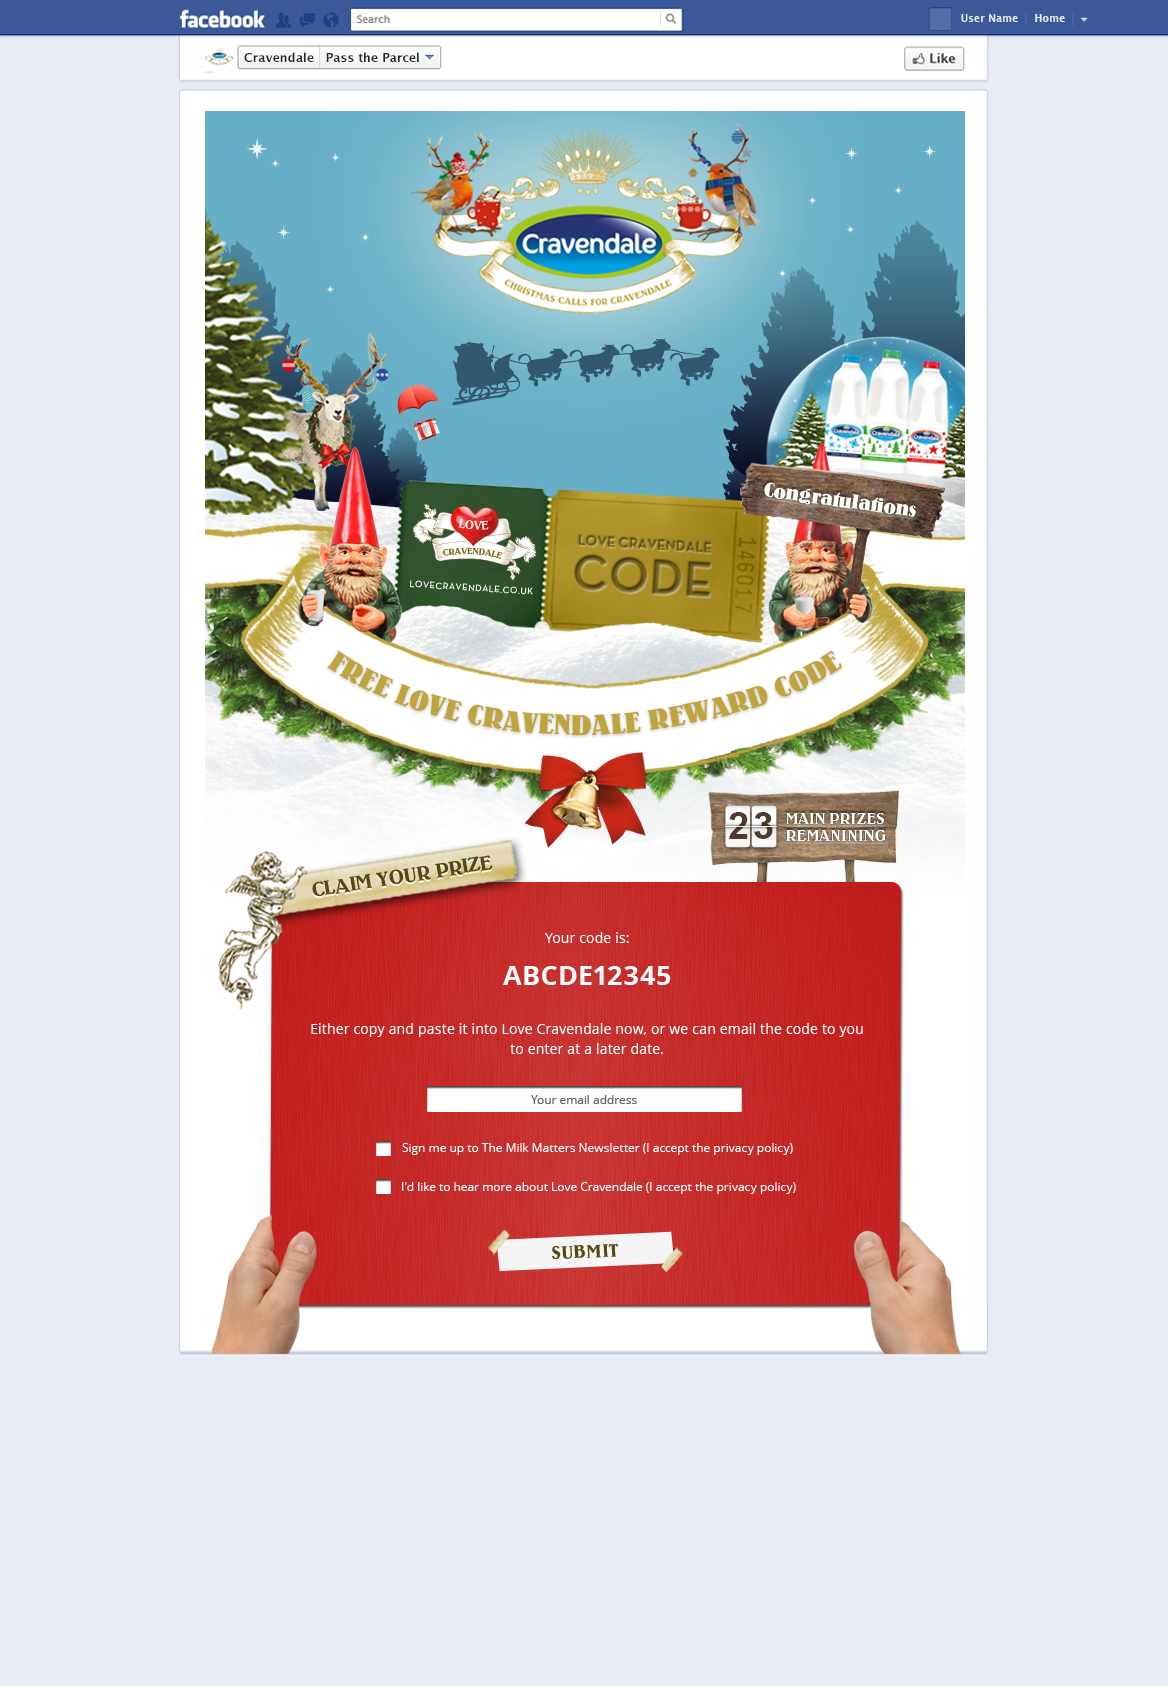 facebook
Search
User Name
Home
Cravendale
Pass the Parcel
Like
Cravendale
CHRISTMAS CALLS FOR CRAVENDALE
Cravendale
Cravendale
Cravendale
Congratulations
LOVE
CRAVENDALE
LOVECRAVENDALE.CO.UK
LOVE CRAVENDALE
CODE
146017
FREE LOVE CRAVENDALE REWARD CODE
23
MAIN PRIZES
REMANINING
CLAIM YOUR PRIZE
Your code is:
ABCDE12345
Either copy and paste it into Love Cravendale now, or we can email the code to you
to enter at a later date.
Your email address
Sign me up to The Milk Matters Newsletter (I accept the privacy policy)
I'd like to hear more about Love Cravendale (I accept the privacy policy)
SUBMIT